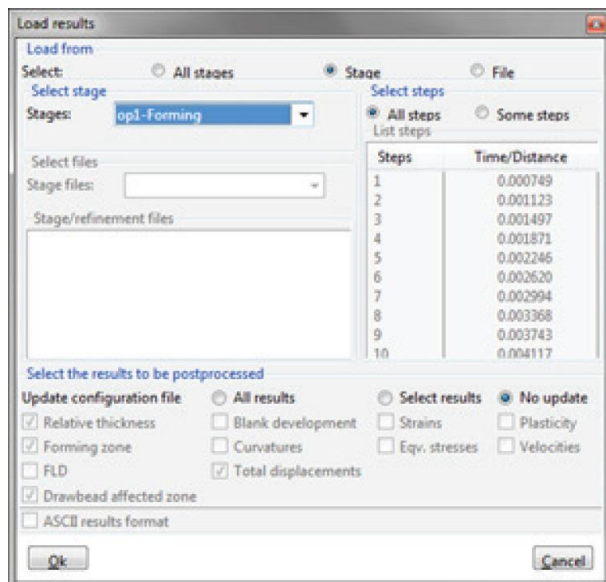 Load results
Load from
Select: All stages Stage File
Select stage
Stages: op1-Forming
Select files
Stage files:
Stage/refinement files
Select steps
All steps Some steps
List steps
Steps Time/Distance
1 0.000749
2 0.001123
3 0.001497
4 0.001871
5 0.002246
6 0.002620
7 0.002994
8 0.003368
9 0.003743
10 0.004117
Select the results to be postprocessed
Update configuration file All results Select results No update
Relative thickness Blank development Strains Plasticity
Forming zone Curvatures Eqv. stresses Velocities
FLD Total displacements
Drawbead affected zone
ASCII results format
Ok Cancel